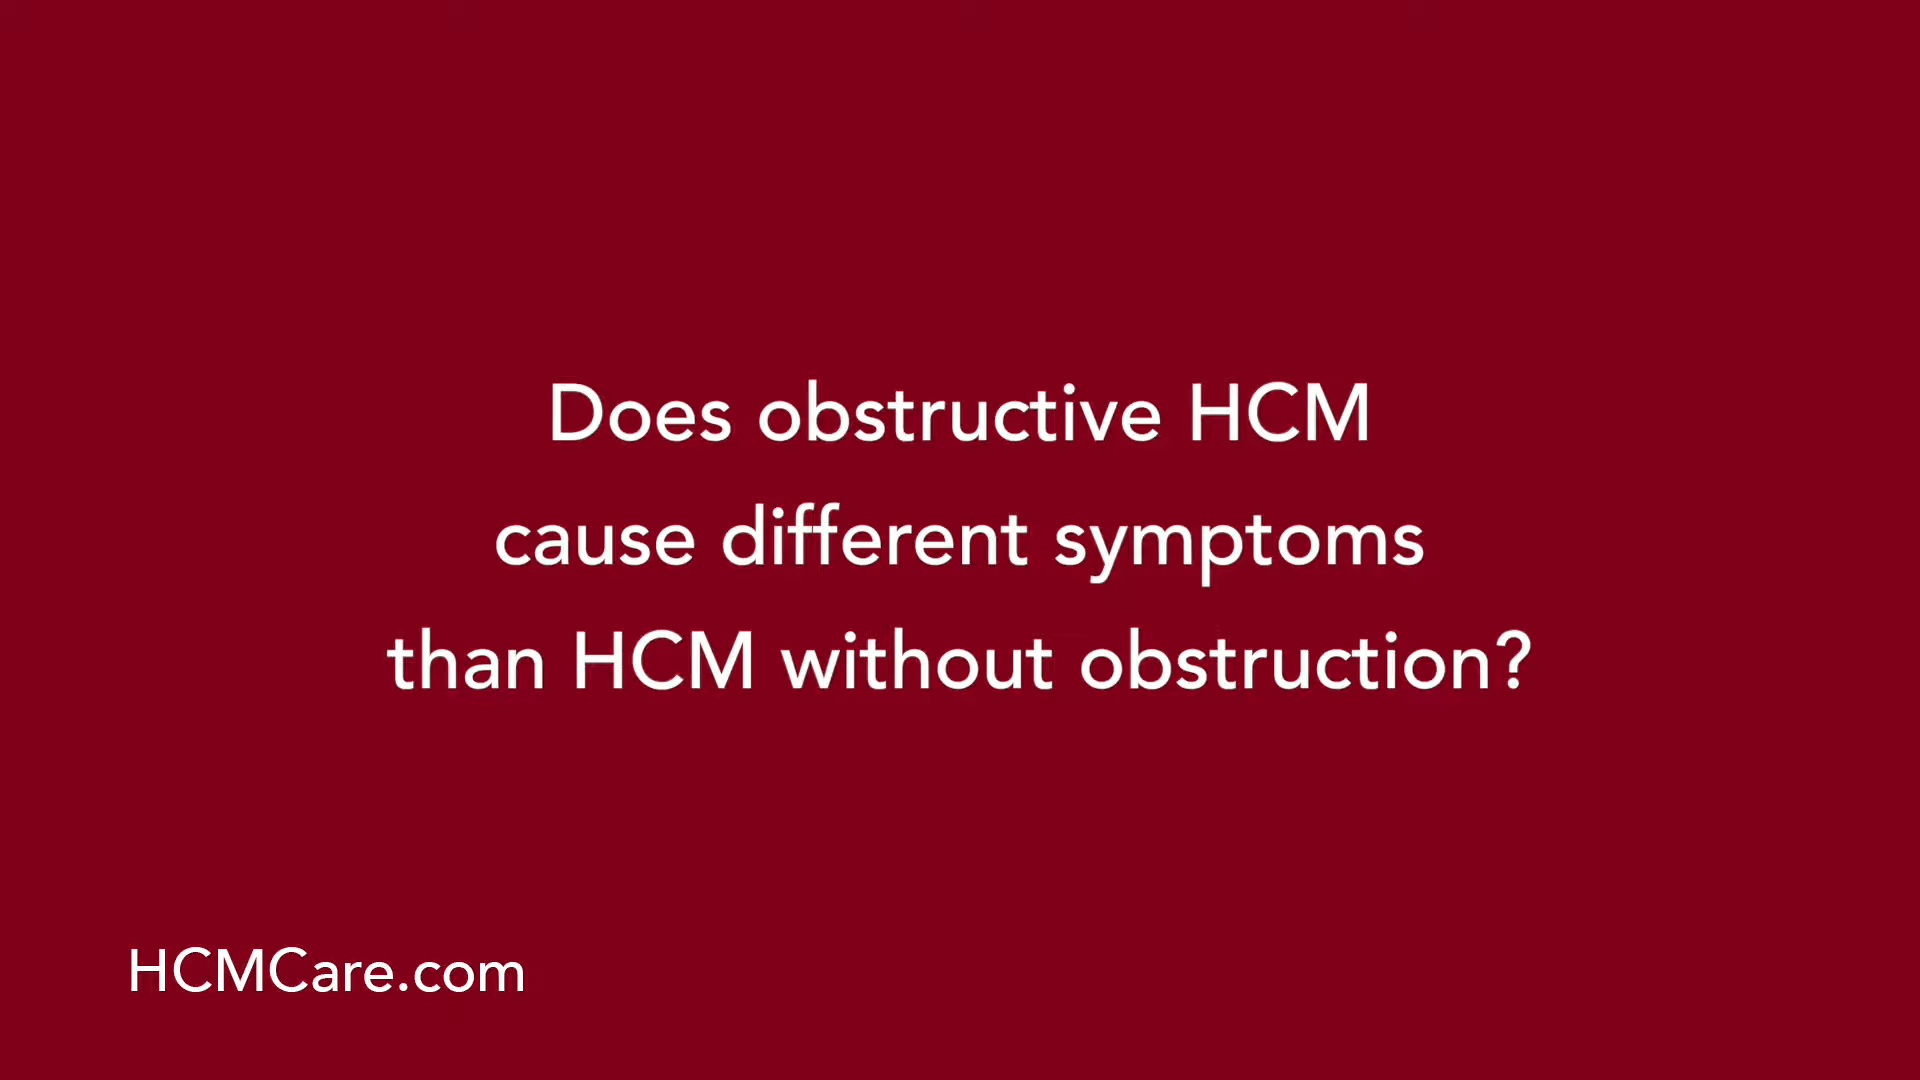 Does obstructive HCM
cause different symptoms
than HCM without obstruction?
HCMCare.com